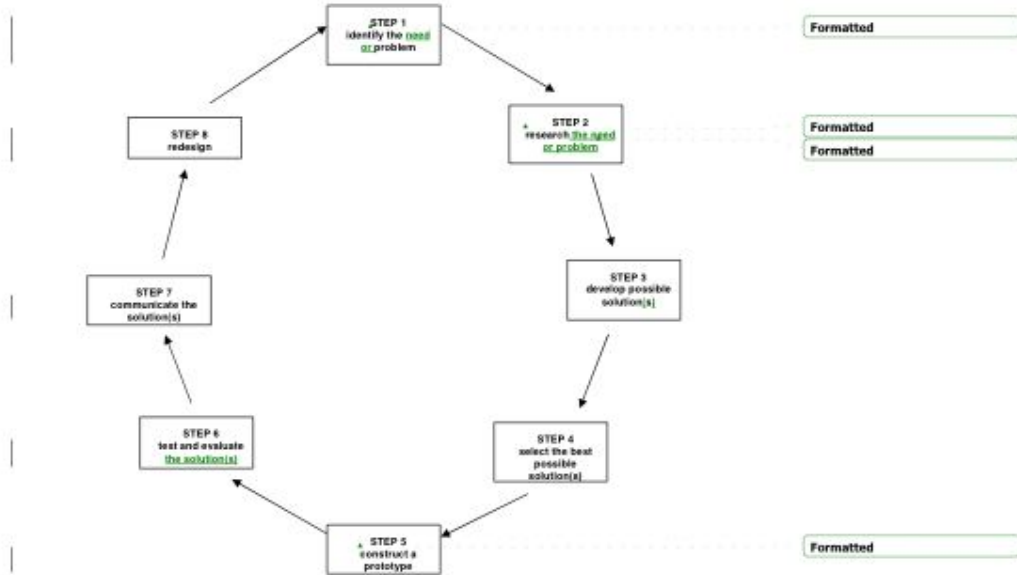 STEP 1
identify the need
or problem
Formatted
STEP 2
research the need
or problem
Formatted
Formatted
STEP 3
develop possible
solution(s)
STEP 4
select the best
possible
solution(s)
STEP 5
construct a
prototype
Formatted
STEP 6
test and evaluate
the solution(s)
STEP 7
communicate the
solution(s)
STEP 8
redesign